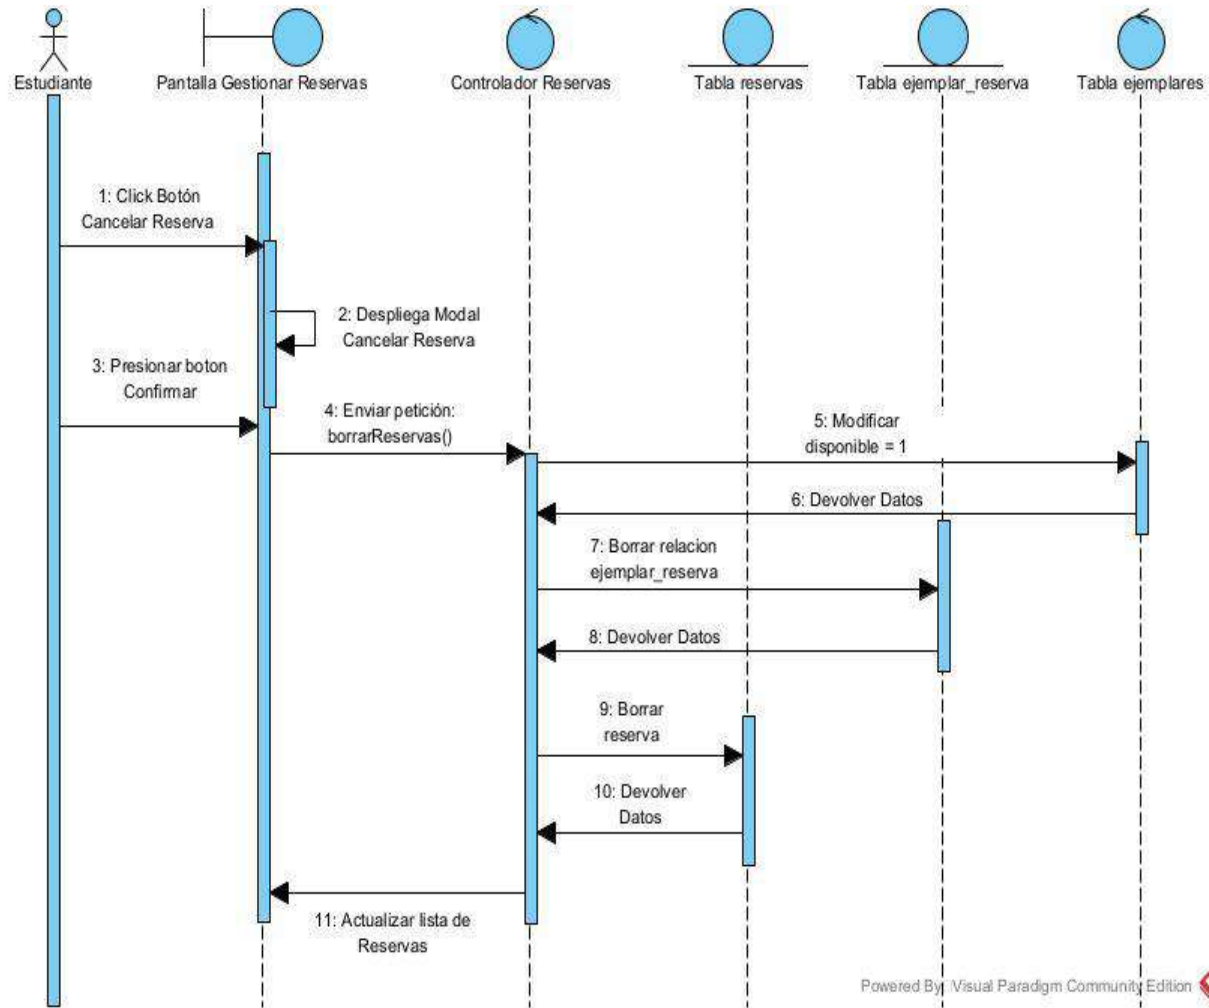 Estudiante
Pantalla Gestionar Reservas
Controlador Reservas
Tabla reservas
Tabla ejemplar_reserva
Tabla ejemplares
1: Click Botón
Cancelar Reserva
2: Despliega Modal
Cancelar Reserva
3: Presionar boton
Confirmar
4: Enviar petición:
borrarReservas()
5: Modificar
disponible = 1
6: Devolver Datos
7: Borrar relacion
ejemplar_reserva
8: Devolver Datos
9: Borrar
reserva
10: Devolver
Datos
11: Actualizar lista de
Reservas
Powered By: Visual Paradigm Community Edition